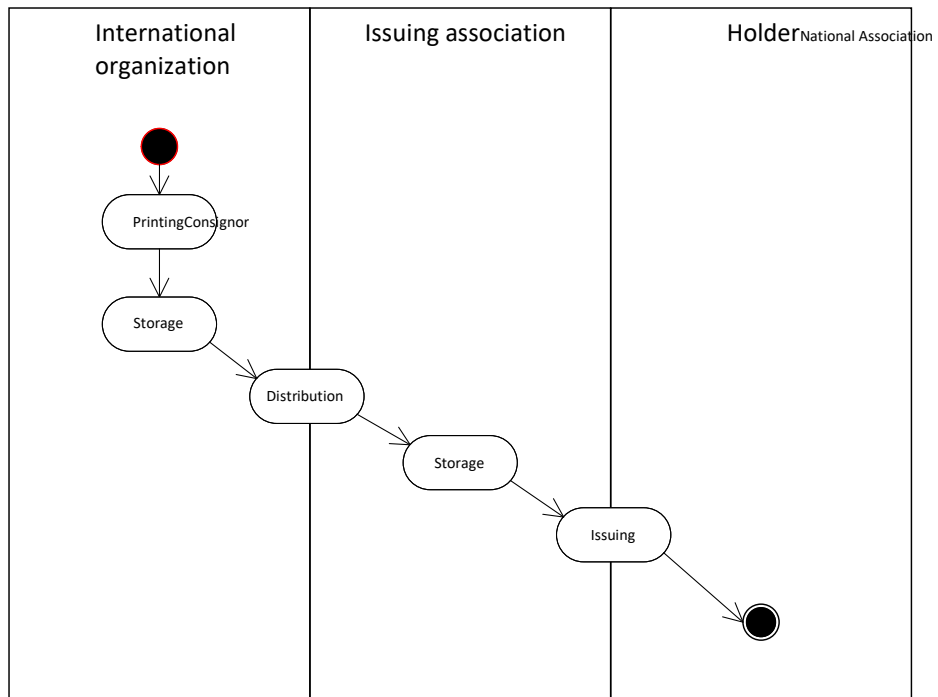 International
organization
Issuing association
HolderNational Association
PrintingConsignor
Storage
Distribution
Storage
Issuing